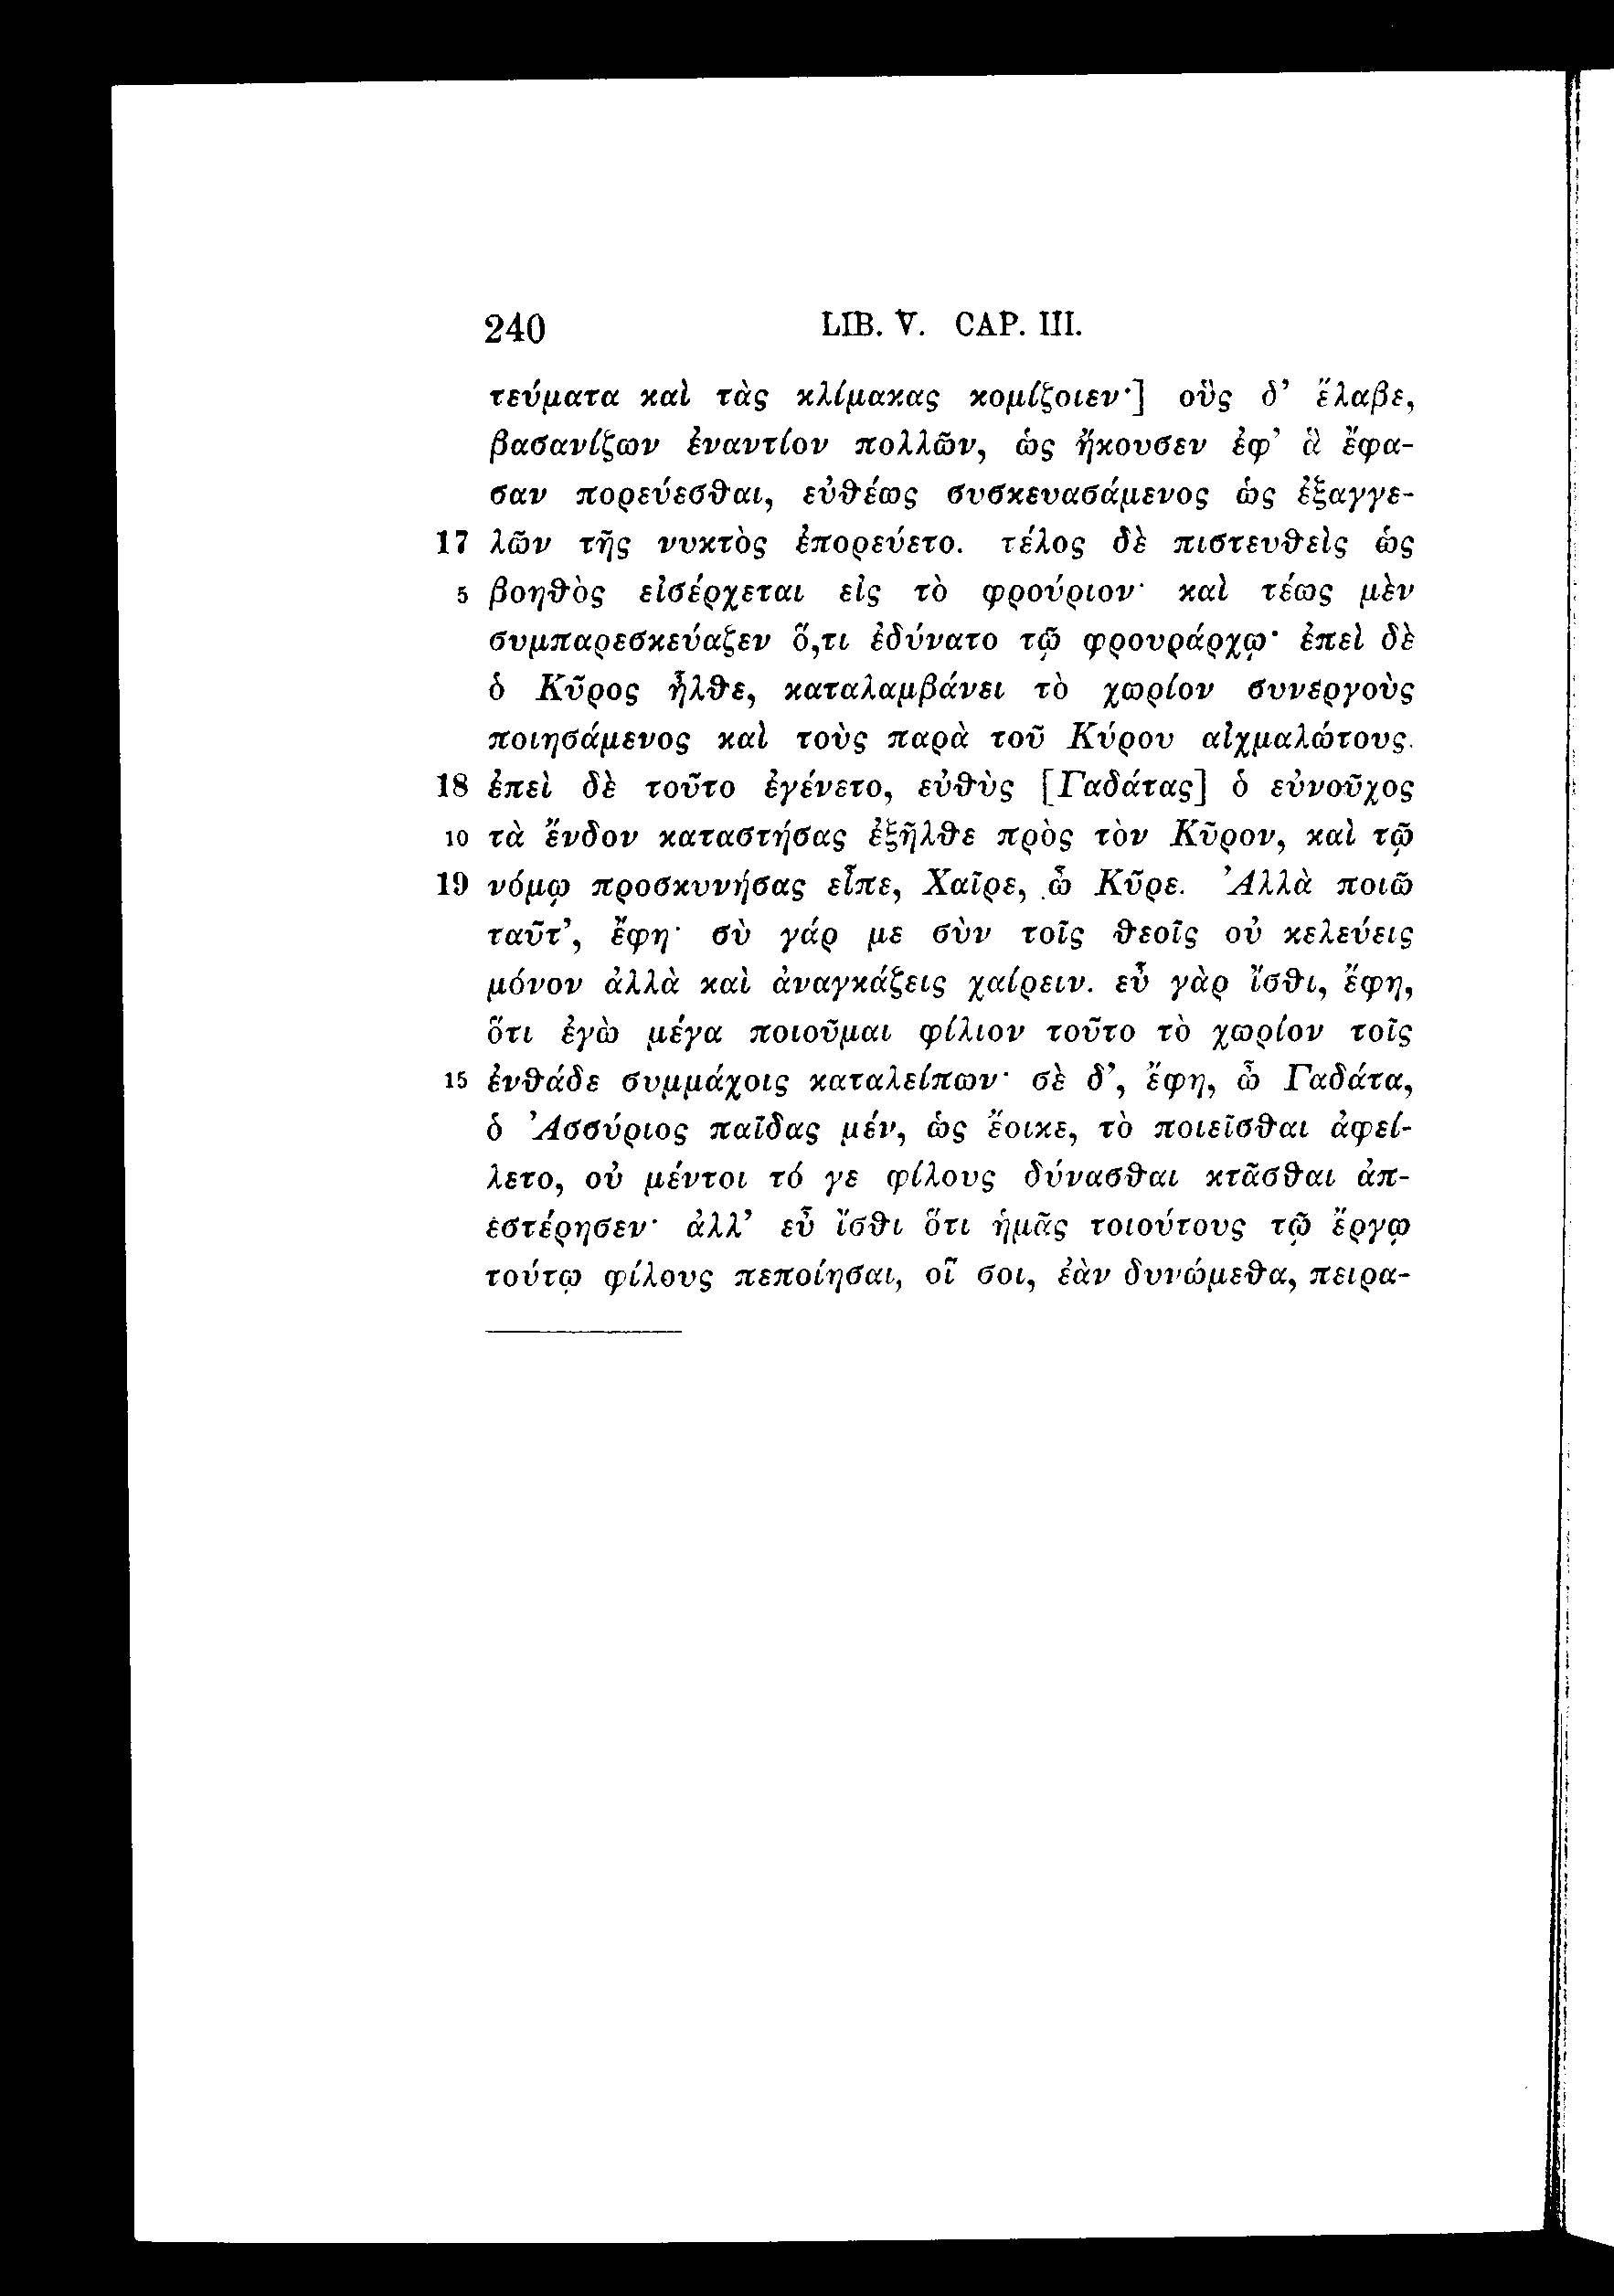 240 LIB. V. CAP. III.
τεύματα καὶ τὰς κλίμακας κομίζοιεν·] οὓς δ’ ἔλαβε,
βασανίζων ἐναντίον πολλῶν, ὡς ἤκουσεν ἐφ’ ἃ ἔφα-
σαν πορεύεσθαι, εὐθέως συσκευασάμενος ὡς ἐξαγγε-
17 λῶν τῆς νυκτὸς ἐπορεύετο. τέλος δὲ πιστευθεὶς ὡς
5 βοηθὸς εἰσέρχεται εἰς τὸ φρούριον· καὶ τέως μὲν
συμπαρεσκεύαζεν ὅ,τι ἐδύνατο τῷ φρουράρχῳ· ἐπεὶ δὲ
ὁ Κῦρος ἦλθε, καταλαμβάνει τὸ χωρίον συνεργοὺς
ποιησάμενος καὶ τοὺς παρὰ τοῦ Κύρου αἰχμαλώτους.
18 ἐπεὶ δὲ τοῦτο ἐγένετο, εὐθὺς [Γαδάτας] ὁ εὐνοῦχος
10 τὰ ἔνδον καταστήσας ἐξῆλθε πρὸς τὸν Κῦρον, καὶ τῷ
19 νόμῳ προσκυνήσας εἶπε, Χαῖρε, ὦ Κῦρε. Ἀλλὰ ποιῶ
ταῦτ’, ἔφη· σὺ γάρ με σὺν τοῖς θεοῖς οὐ κελεύεις
μόνον ἀλλὰ καὶ ἀναγκάζεις χαίρειν. εὖ γὰρ ἴσθι, ἔφη,
ὅτι ἐγὼ μέγα ποιοῦμαι φίλιον τοῦτο τὸ χωρίον τοῖς
15 ἐνθάδε συμμάχοις καταλείπων· σὲ δ’, ἔφη, ὦ Γαδάτα,
ὁ Ἀσσύριος παῖδας μέν, ὡς ἔοικε, τὸ ποιεῖσθαι ἀφεί-
λετο, οὐ μέντοι τό γε φίλους δύνασθαι κτᾶσθαι ἀπ-
εστέρησεν· ἀλλ’ εὖ ἴσθι ὅτι ἡμᾶς τοιούτους τῷ ἔργῳ
τούτῳ φίλους πεποίησαι, οἵ σοι, ἐὰν δυνώμεθα, πειρα-